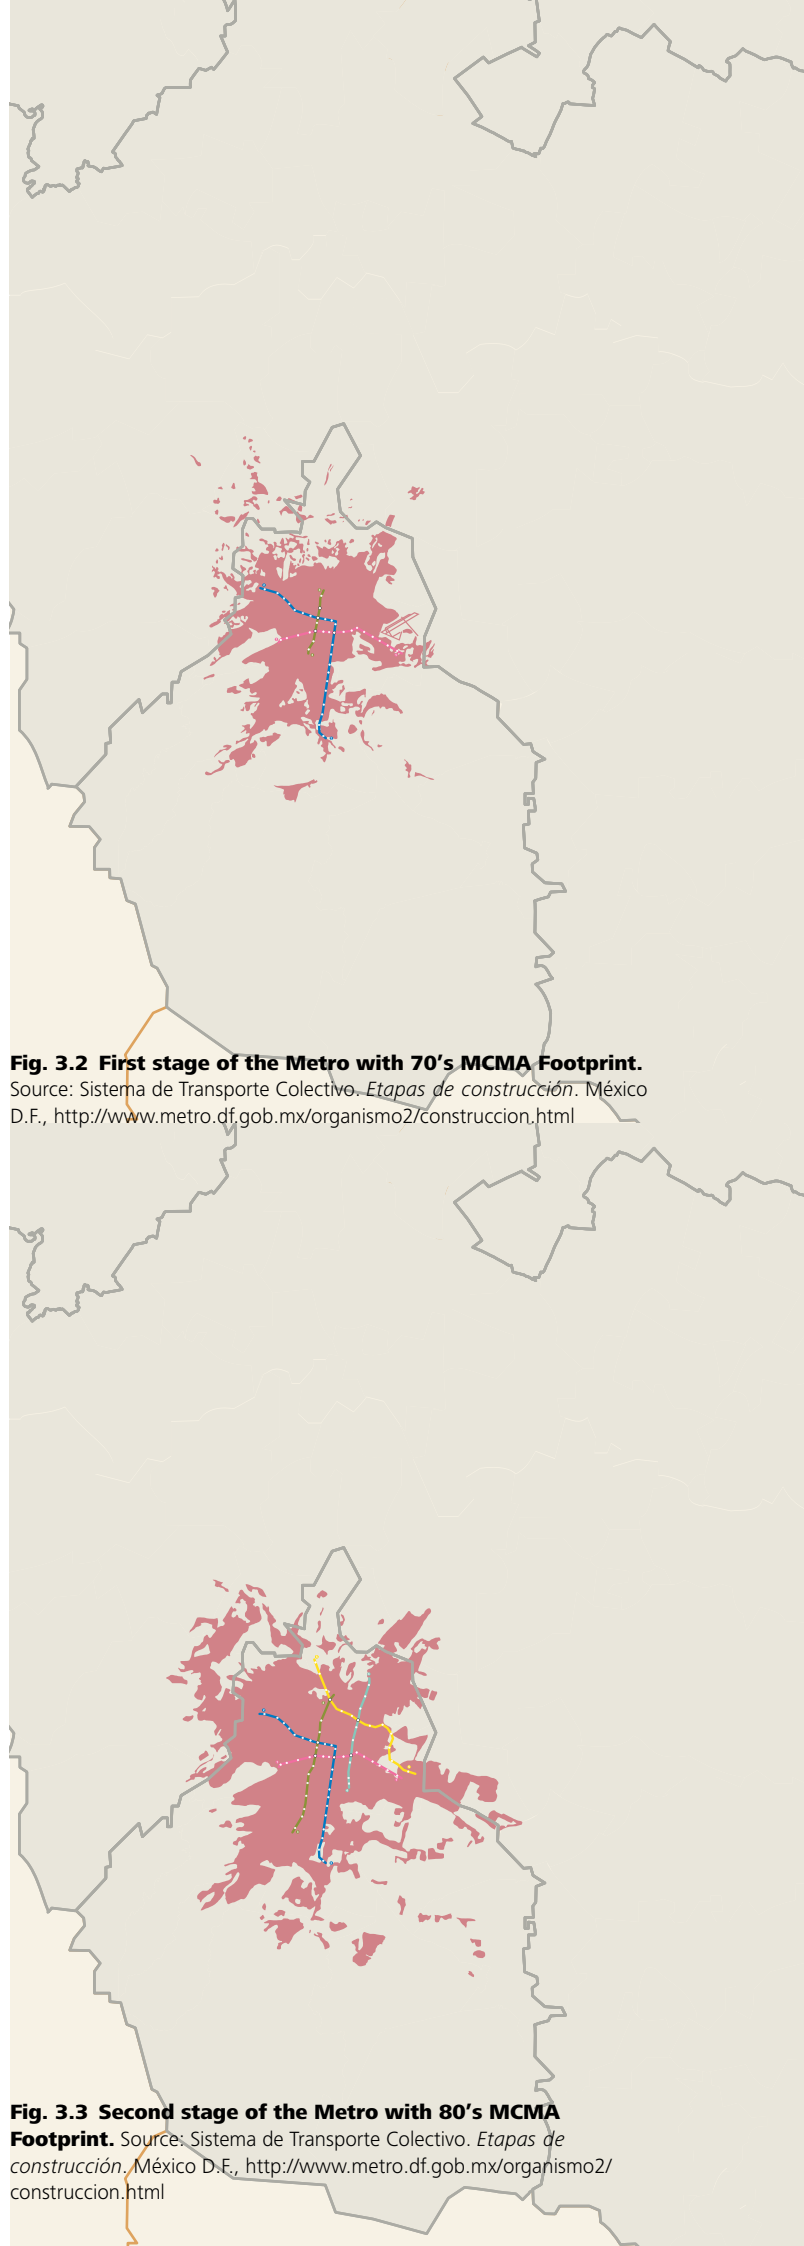 Fig. 3.2 First stage of the Metro with 70's MCMA Footprint.
Source: Sistema de Transporte Colectivo. Etapas de construcción. México
D.F., http://www.metro.df.gob.mx/organismo2/construccion.html
Fig. 3.3 Second stage of the Metro with 80's MCMA
Footprint. Source: Sistema de Transporte Colectivo. Etapas de
construcción. México D.F., http://www.metro.df.gob.mx/organismo2/
construccion.html